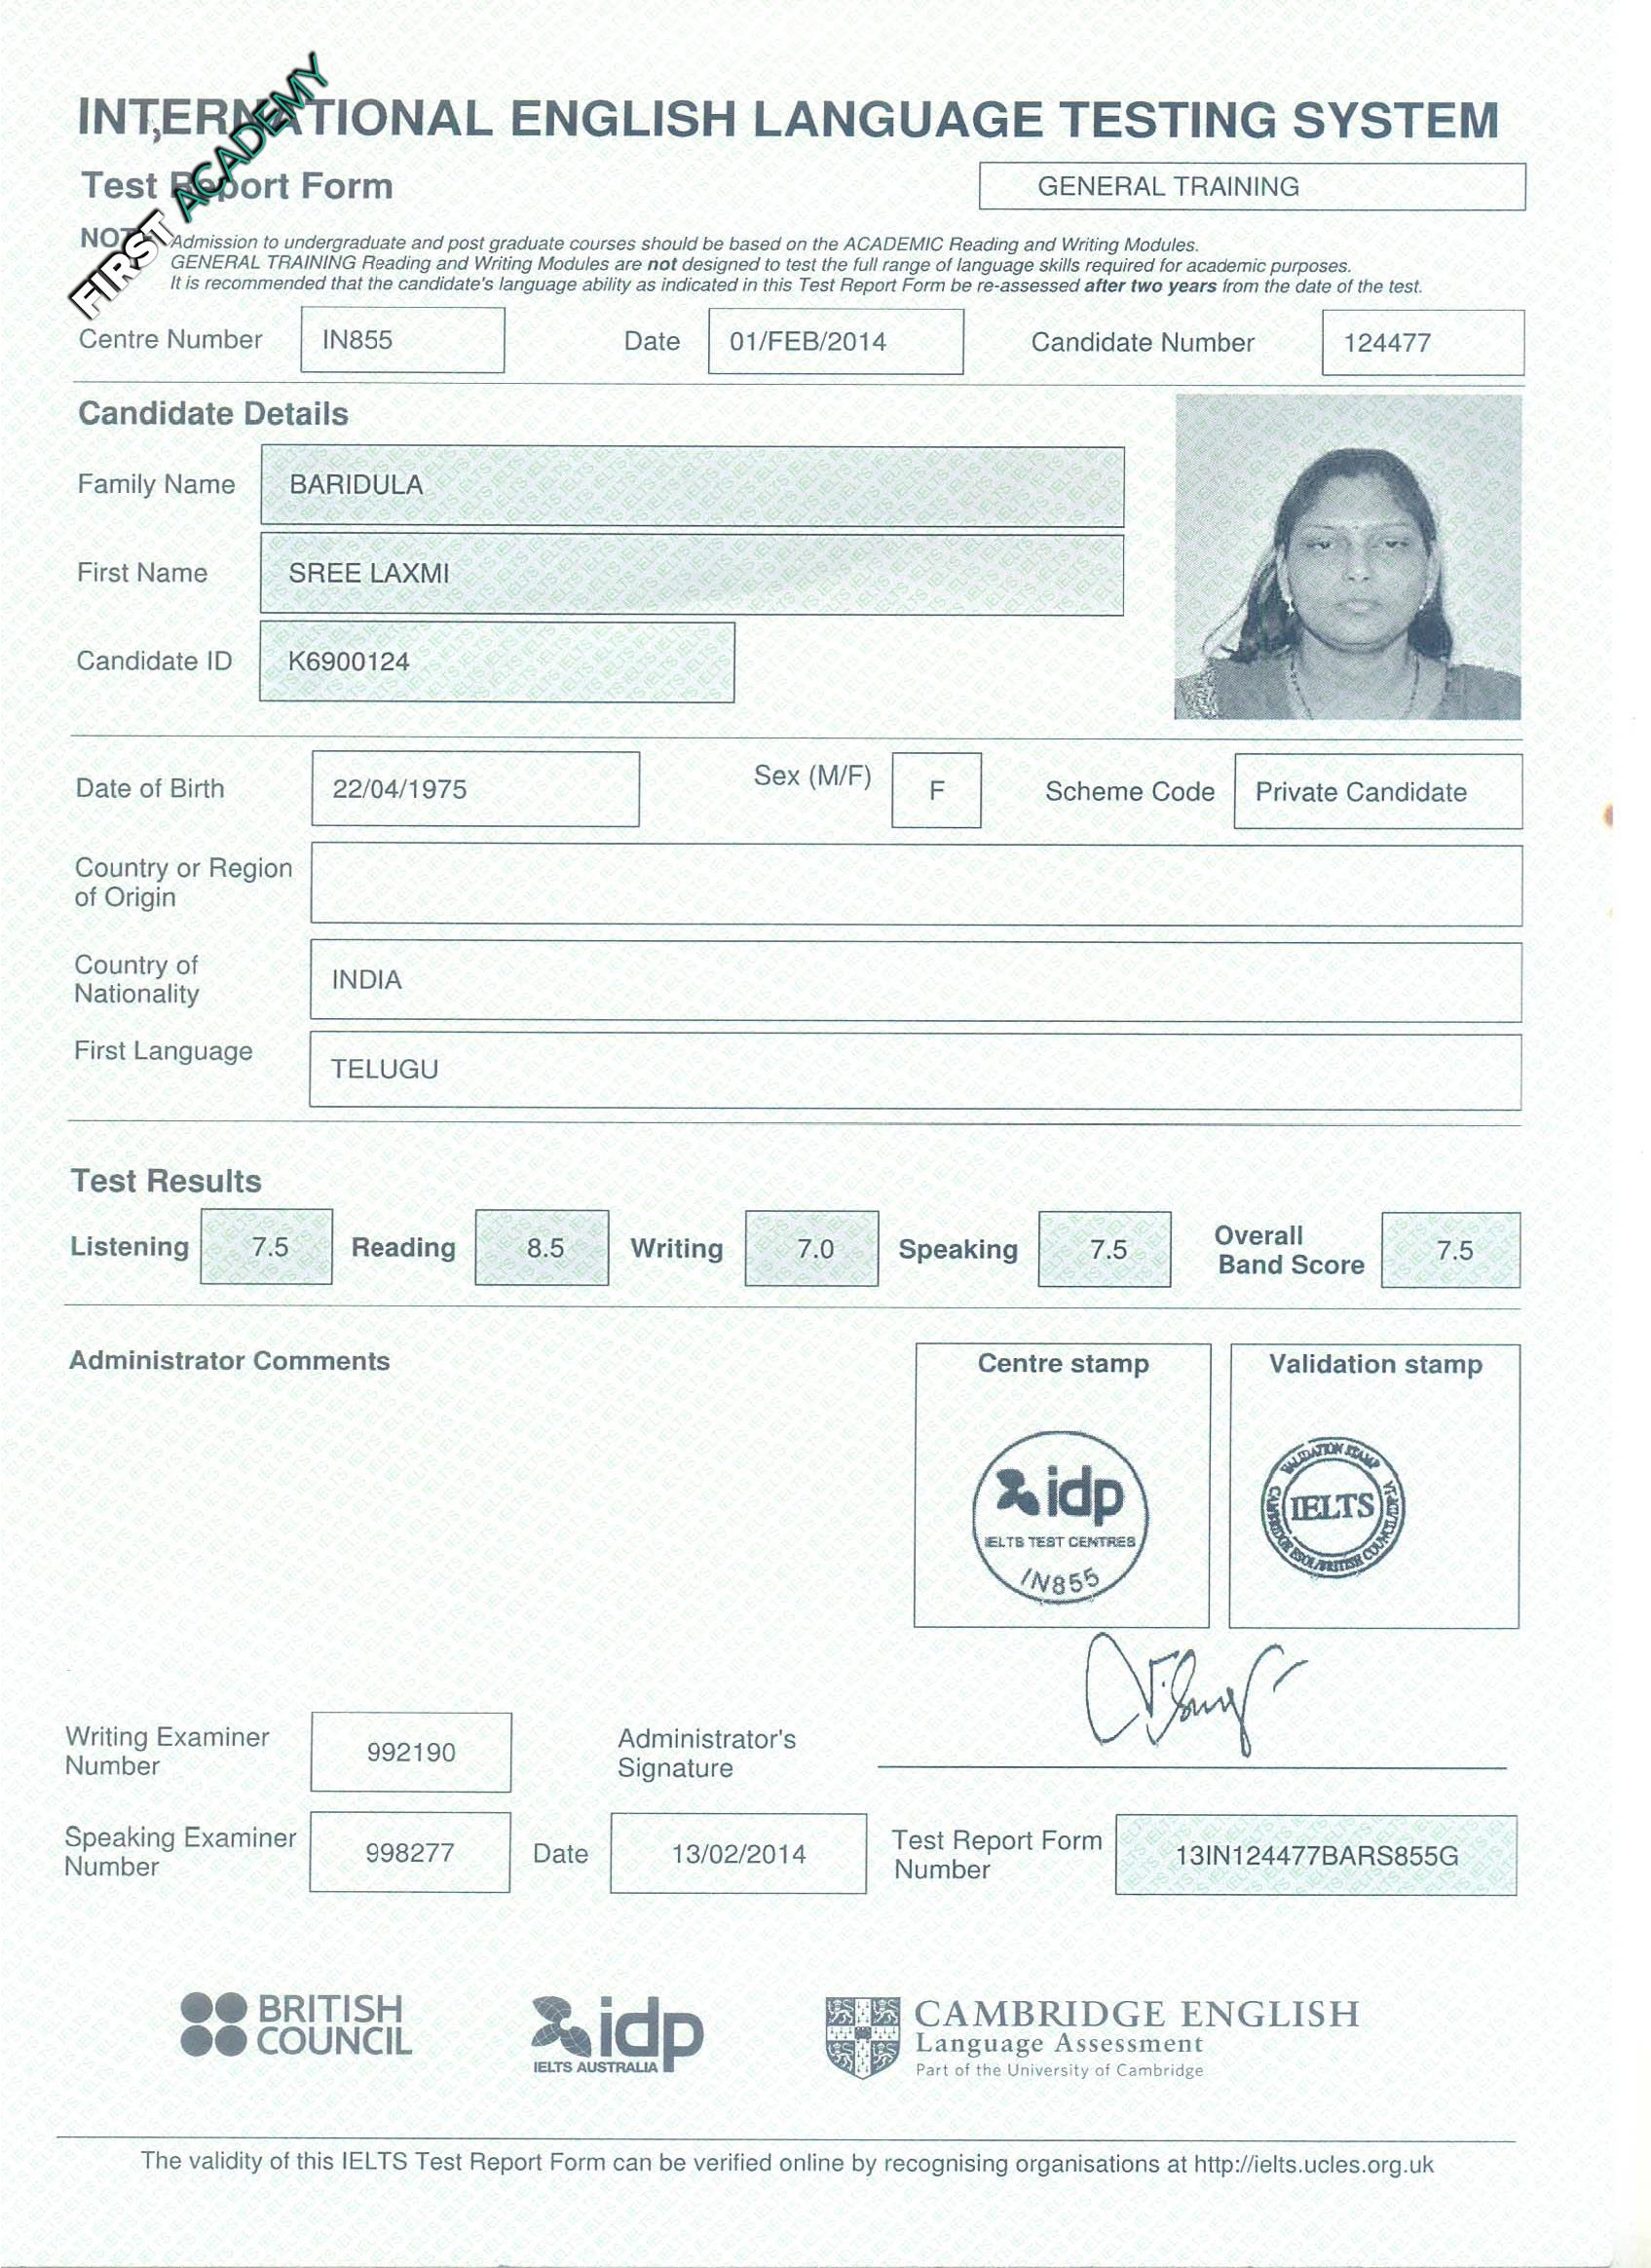 FIRST ACADEMY
INTERNATIONAL ENGLISH LANGUAGE TESTING SYSTEM
Test Report Form
GENERAL TRAINING
NOTE Admission to undergraduate and post graduate courses should be based on the ACADEMIC Reading and Writing Modules.
GENERAL TRAINING Reading and Writing Modules are not designed to test the full range of language skills required for academic purposes.
It is recommended that the candidate's language ability as indicated in this Test Report Form be re-assessed after two years from the date of the test.
Centre Number IN855 Date 01/FEB/2014 Candidate Number 124477
Candidate Details
Family Name BARIDULA
First Name SREE LAXMI
Candidate ID K6900124
Date of Birth 22/04/1975 Sex (M/F) F Scheme Code Private Candidate
Country or Region
of Origin
Country of
Nationality
INDIA
First Language TELUGU
Test Results
Listening 7.5 Reading 8.5 Writing 7.0 Speaking 7.5 Overall
Band Score 7.5
Administrator Comments
Centre stamp
Validation stamp
idp
IELTS TEST CENTRES
IN855
VALIDATION STAMP
IELTS
CAMBRIDGE ESOL/BRITISH COUNCIL/IDP:IA
Writing Examiner
Number
992190
Administrator's
Signature
Speaking Examiner
Number
998277
Date 13/02/2014
Test Report Form
Number
13IN124477BARS855G
BRITISH
COUNCIL
idp
IELTS AUSTRALIA
CAMBRIDGE ENGLISH
Language Assessment
Part of the University of Cambridge
The validity of this IELTS Test Report Form can be verified online by recognising organisations at http://ielts.ucles.org.uk